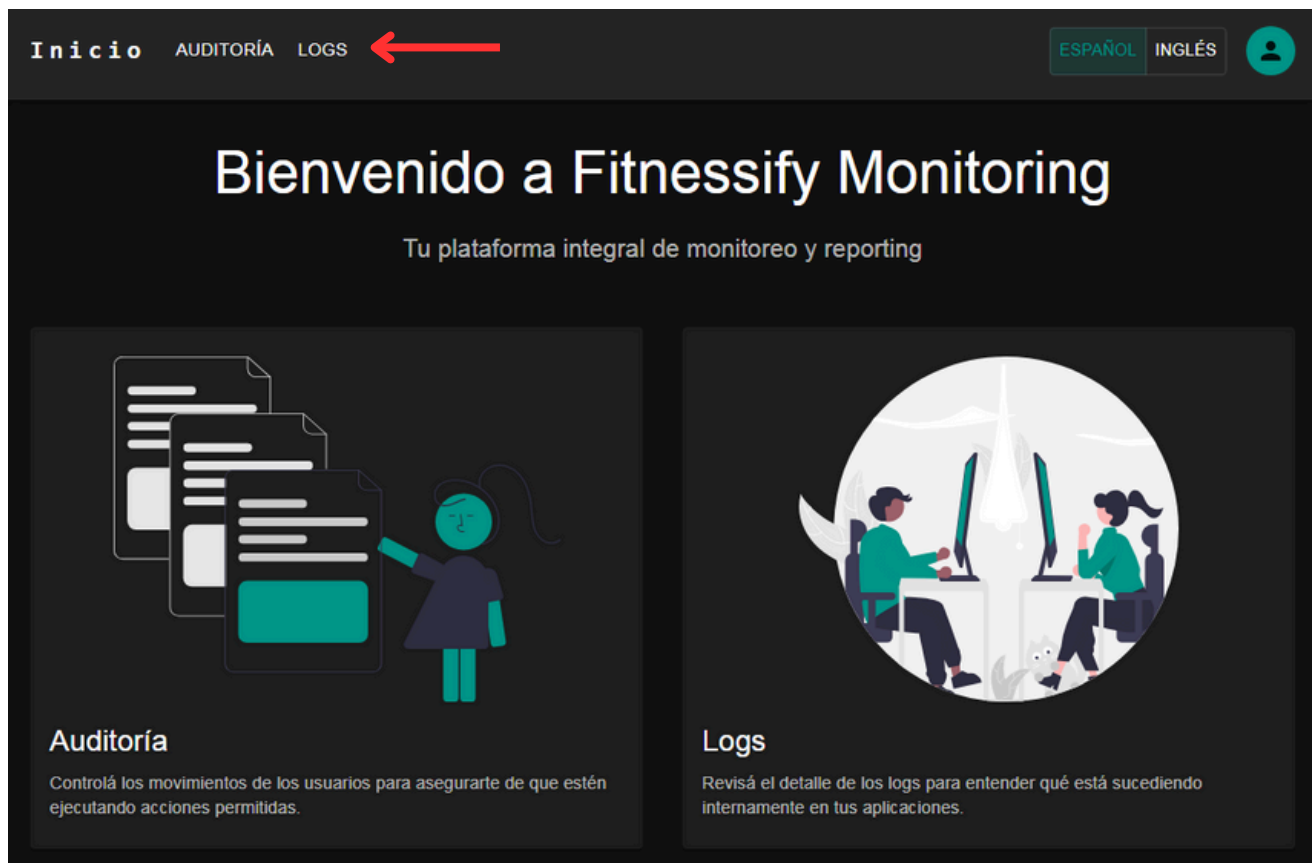 Inicio AUDITORÍA LOGS ESPAÑOL INGLÉS
Bienvenido a Fitnessify Monitoring
Tu plataforma integral de monitoreo y reporting
Auditoría
Controlá los movimientos de los usuarios para asegurarte de que estén
ejecutando acciones permitidas.
Logs
Revisá el detalle de los logs para entender qué está sucediendo
internamente en tus aplicaciones.